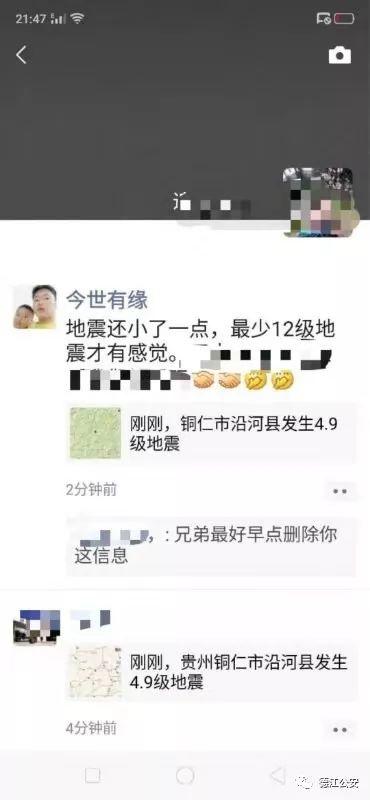 21:47
今世有缘
地震还小了一点，最少12级地
震才有感觉。
刚刚，铜仁市沿河县发生4.9
级地震
2分钟前
，: 兄弟最好早点删除你
这信息
刚刚，贵州铜仁市沿河县发生
4.9级地震
4分钟前
德江公安